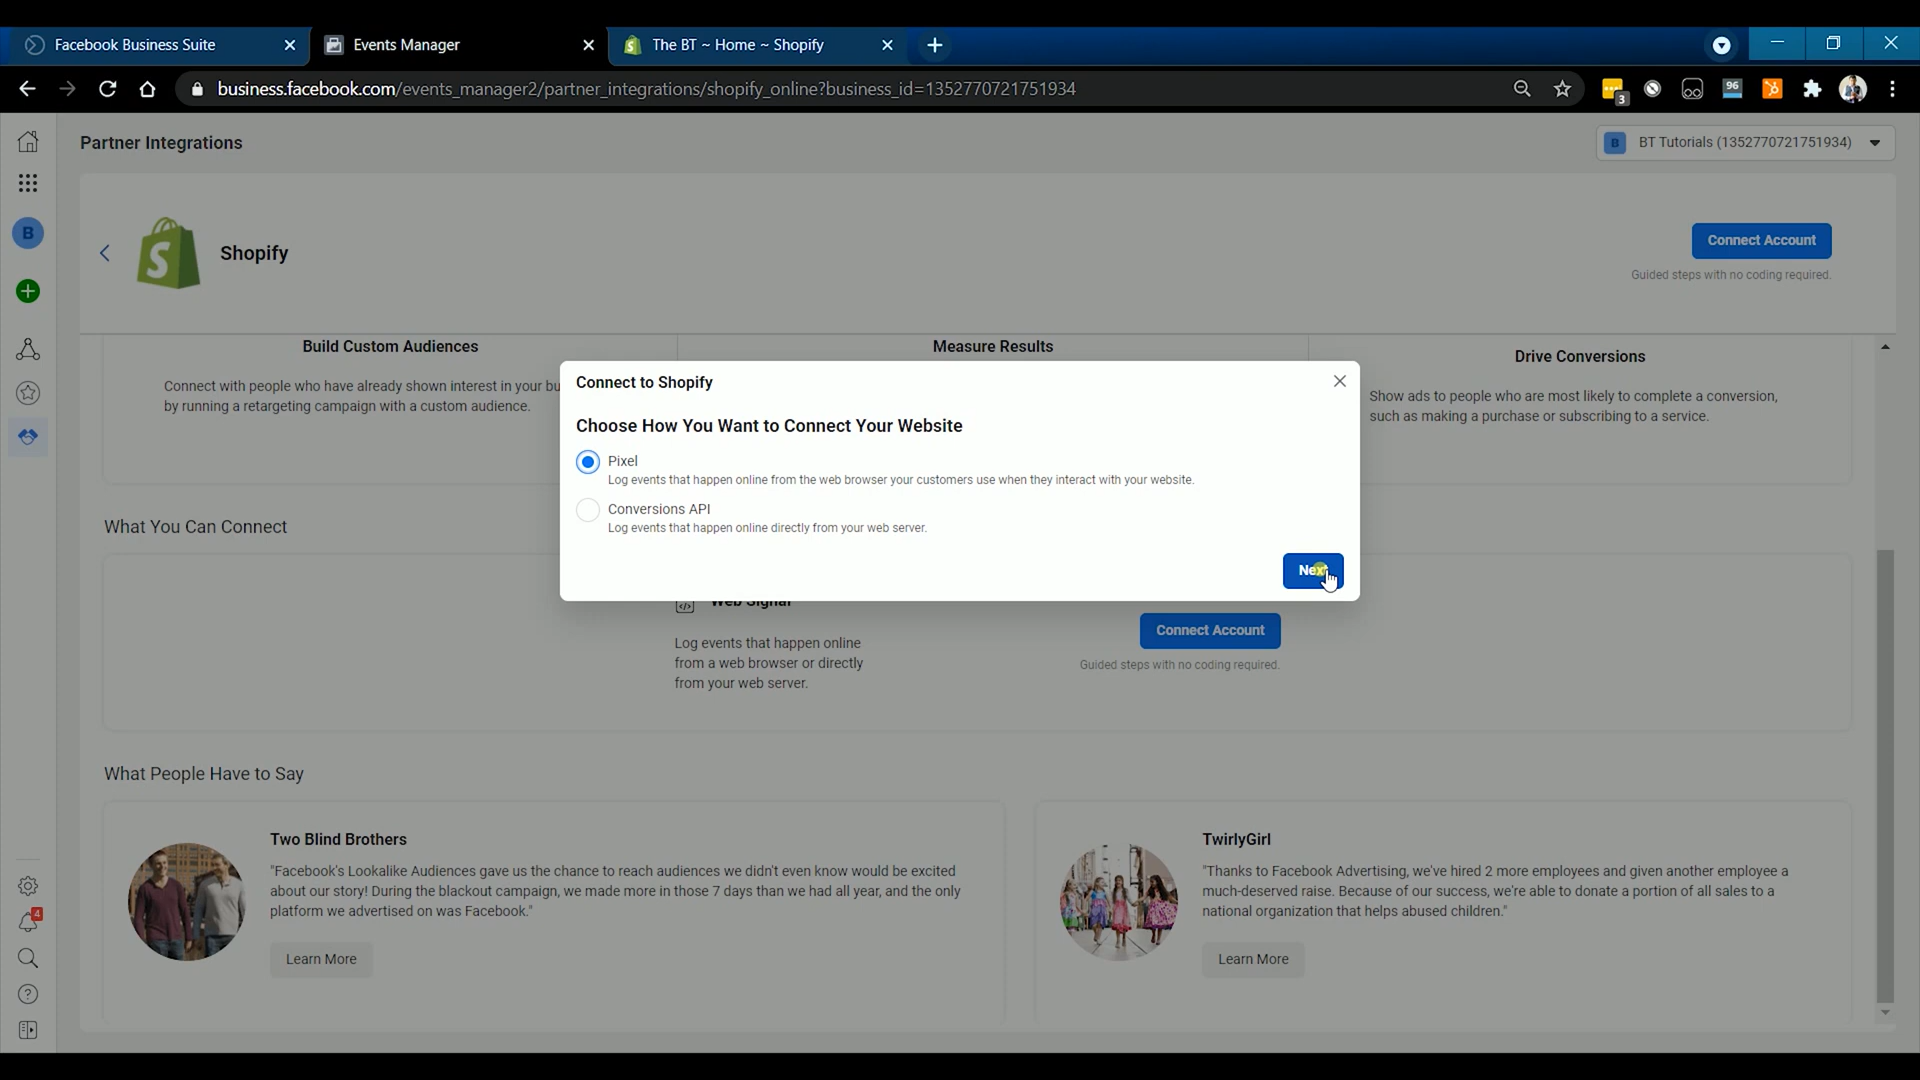 Facebook Business Suite
Events Manager
The BT ~ Home ~ Shopify
business.facebook.com/events_manager2/partner_integrations/shopify_online?business_id=1352770721751934
3
96
Partner Integrations
B BT Tutorials (1352770721751934)
B
Shopify
Connect Account
Guided steps with no coding required.
Build Custom Audiences
Connect with people who have already shown interest in your bu
by running a retargeting campaign with a custom audience.
Measure Results
Drive Conversions
Show ads to people who are most likely to complete a conversion,
such as making a purchase or subscribing to a service.
Connect to Shopify
Choose How You Want to Connect Your Website
Pixel
Log events that happen online from the web browser your customers use when they interact with your website.
Conversions API
Log events that happen online directly from your web server.
Next
What You Can Connect
Web Signal
Log events that happen online
from a web browser or directly
from your web server.
Connect Account
Guided steps with no coding required.
What People Have to Say
Two Blind Brothers
"Facebook's Lookalike Audiences gave us the chance to reach audiences we didn't even know would be excited
about our story! During the blackout campaign, we made more in those 7 days than we had all year, and the only
platform we advertised on was Facebook."
Learn More
TwirlyGirl
"Thanks to Facebook Advertising, we've hired 2 more employees and given another employee a
much-deserved raise. Because of our success, we're able to donate a portion of all sales to a
national organization that helps abused children."
Learn More
4